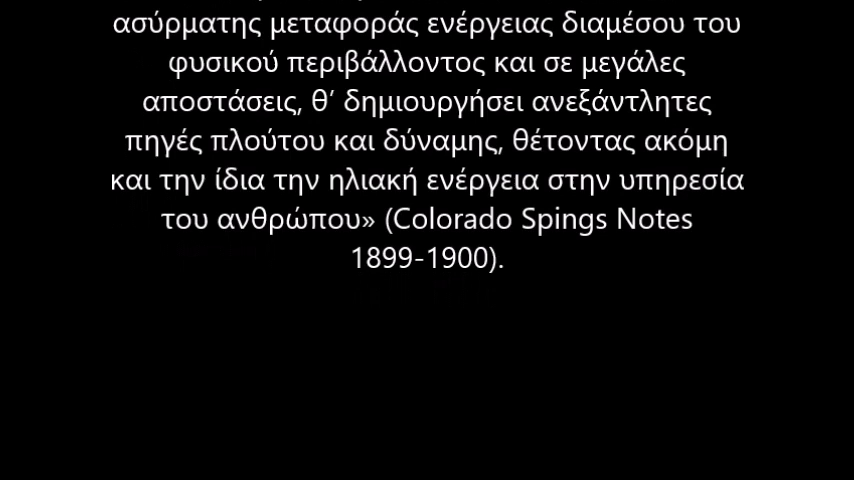 ασύρματης μεταφοράς ενέργειας διαμέσου του
φυσικού περιβάλλοντος και σε μεγάλες
αποστάσεις, θ’ δημιουργήσει ανεξάντλητες
πηγές πλούτου και δύναμης, θέτοντας ακόμη
και την ίδια την ηλιακή ενέργεια στην υπηρεσία
του ανθρώπου» (Colorado Spings Notes
1899-1900).